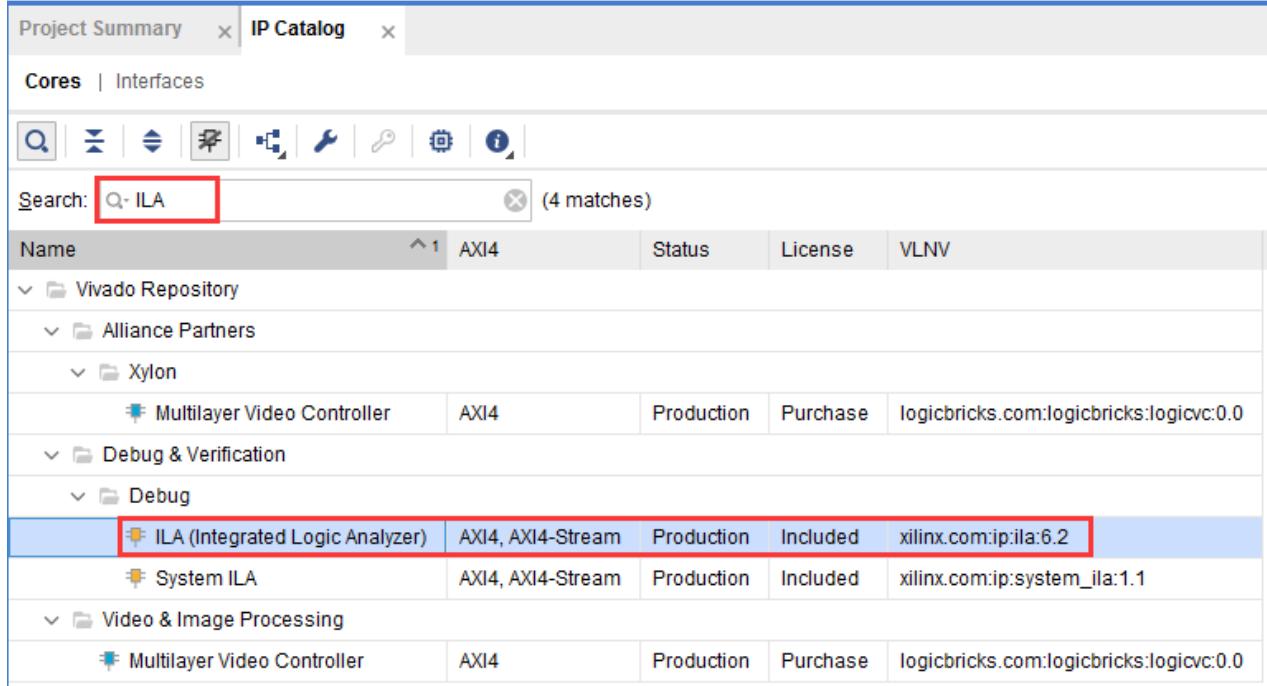 Project Summary × IP Catalog ×
Cores | Interfaces
Search: ILA (4 matches)
Name 1 AXI4 Status License VLNV
Vivado Repository
Alliance Partners
Xylon
Multilayer Video Controller AXI4 Production Purchase logicbricks.com:logicbricks:logicvc:0.0
Debug & Verification
Debug
ILA (Integrated Logic Analyzer) AXI4, AXI4-Stream Production Included xilinx.com:ip:ila:6.2
System ILA AXI4, AXI4-Stream Production Included xilinx.com:ip:system_ila:1.1
Video & Image Processing
Multilayer Video Controller AXI4 Production Purchase logicbricks.com:logicbricks:logicvc:0.0